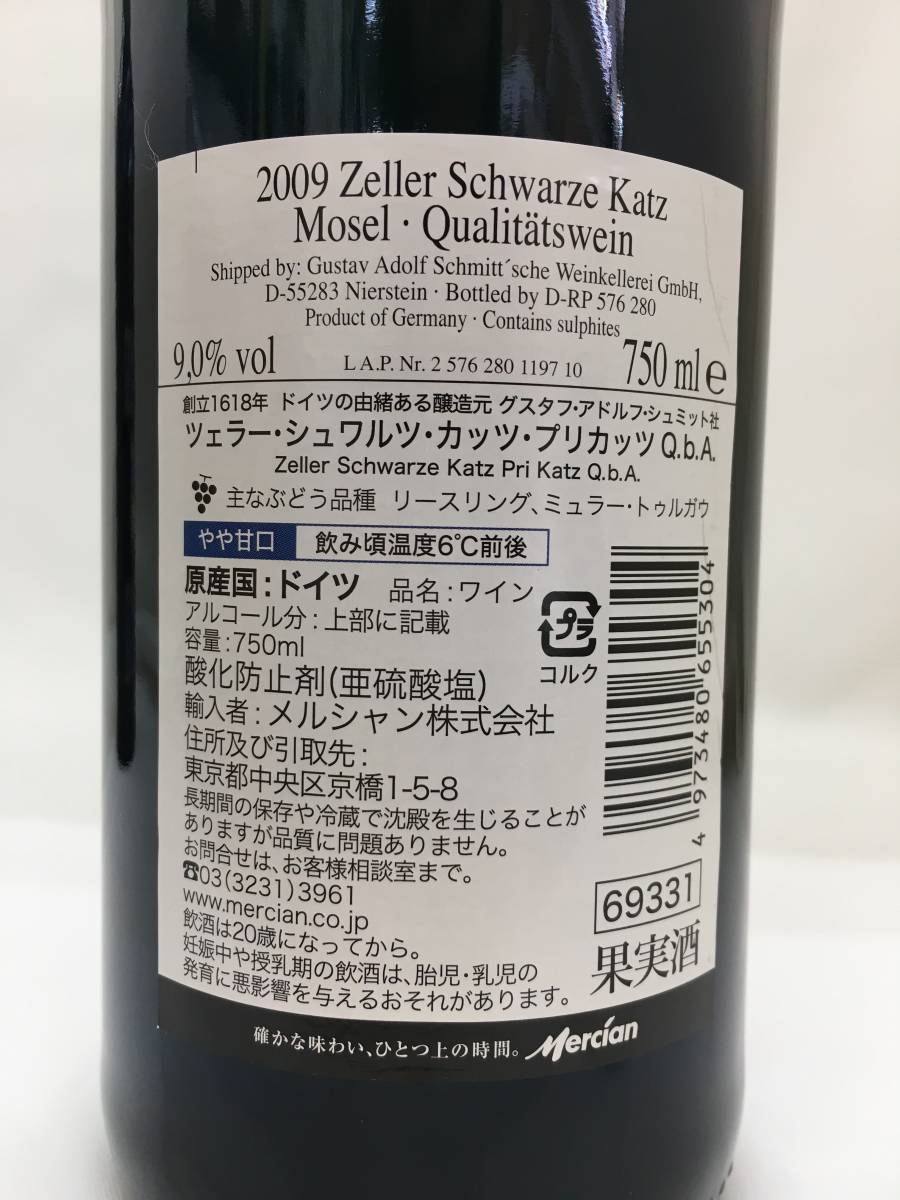 2009 Zeller Schwarze Katz
Mosel · Qualitätswein
Shipped by: Gustav Adolf Schmitt´sche Weinkellerei GmbH,
D-55283 Nierstein · Bottled by D-RP 576 280
Product of Germany · Contains sulphites
9,0% vol L A.P. Nr. 2 576 280 1197 10 750 ml e
創立1618年 ドイツの由緒ある醸造元 グスタフ・アドルフ・シュミット社
ツェラー・シュワルツ・カッツ・プリカッツ Q.b.A.
Zeller Schwarze Katz Pri Katz Q.b.A.
主なぶどう品種 リースリング、ミュラー・トゥルガウ
やや甘口 飲み頃温度6℃前後
原産国:ドイツ 品名:ワイン
アルコール分:上部に記載
容量:750ml
酸化防止剤(亜硫酸塩)
輸入者:メルシャン株式会社
住所及び引取先:
東京都中央区京橋1-5-8
長期間の保存や冷蔵で沈殿を生じることが
ありますが品質に問題ありません。
お問合せは、お客様相談室まで。
☎03(3231)3961
www.mercian.co.jp
飲酒は20歳になってから。
妊娠中や授乳期の飲酒は、胎児・乳児の
発育に悪影響を与えるおそれがあります。
プラ
コルク
4 973480 655304
69331
果実酒
確かな味わい、ひとつ上の時間。 Mercian